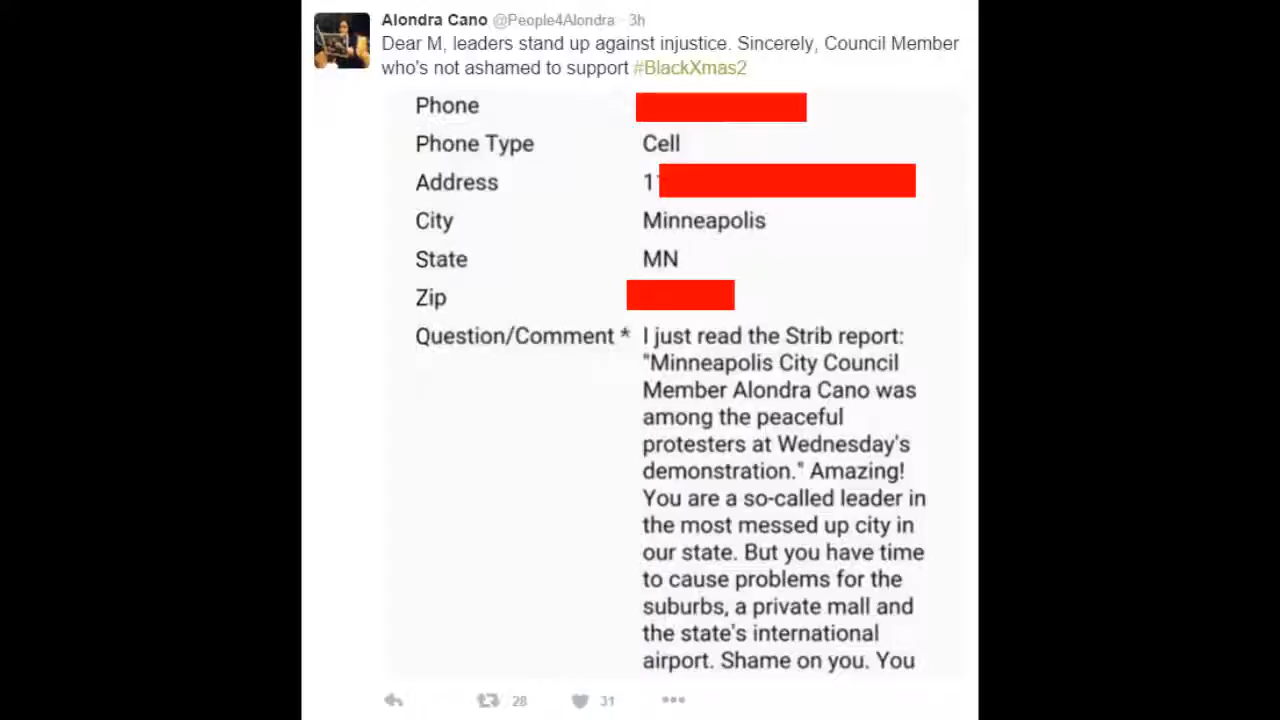 Alondra Cano @People4Alondra · 3h
Dear M, leaders stand up against injustice. Sincerely, Council Member
who's not ashamed to support #BlackXmas2
Phone
Phone Type Cell
Address 1
City Minneapolis
State MN
Zip
Question/Comment * I just read the Strib report:
"Minneapolis City Council
Member Alondra Cano was
among the peaceful
protesters at Wednesday's
demonstration." Amazing!
You are a so-called leader in
the most messed up city in
our state. But you have time
to cause problems for the
suburbs, a private mall and
the state's international
airport. Shame on you. You
28 31